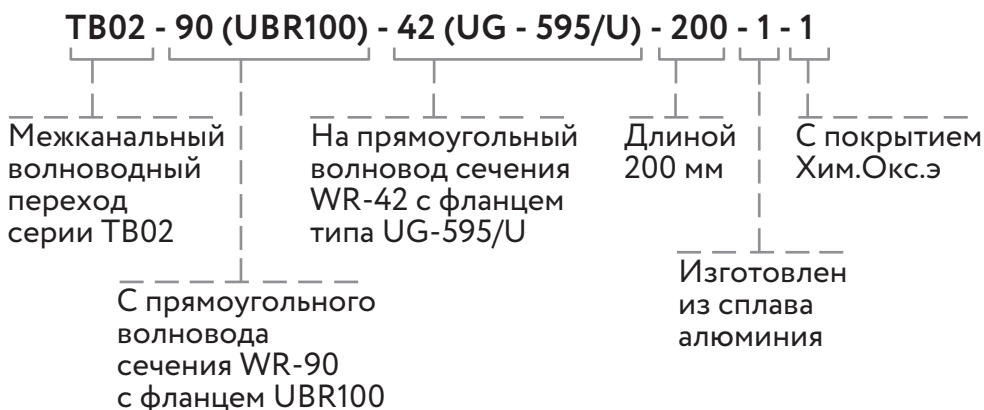 ТВ02 - 90 (UBR100) - 42 (UG - 595/U) - 200 - 1 - 1
Межканальный
волноводный
переход
серии ТВ02
На прямоугольный
волновод сечения
WR-42 с фланцем
типа UG-595/U
Длиной
200 мм
С покрытием
Хим.Окс.э
С прямоугольного
волновода
сечения WR-90
с фланцем UBR100
Изготовлен
из сплава
алюминия